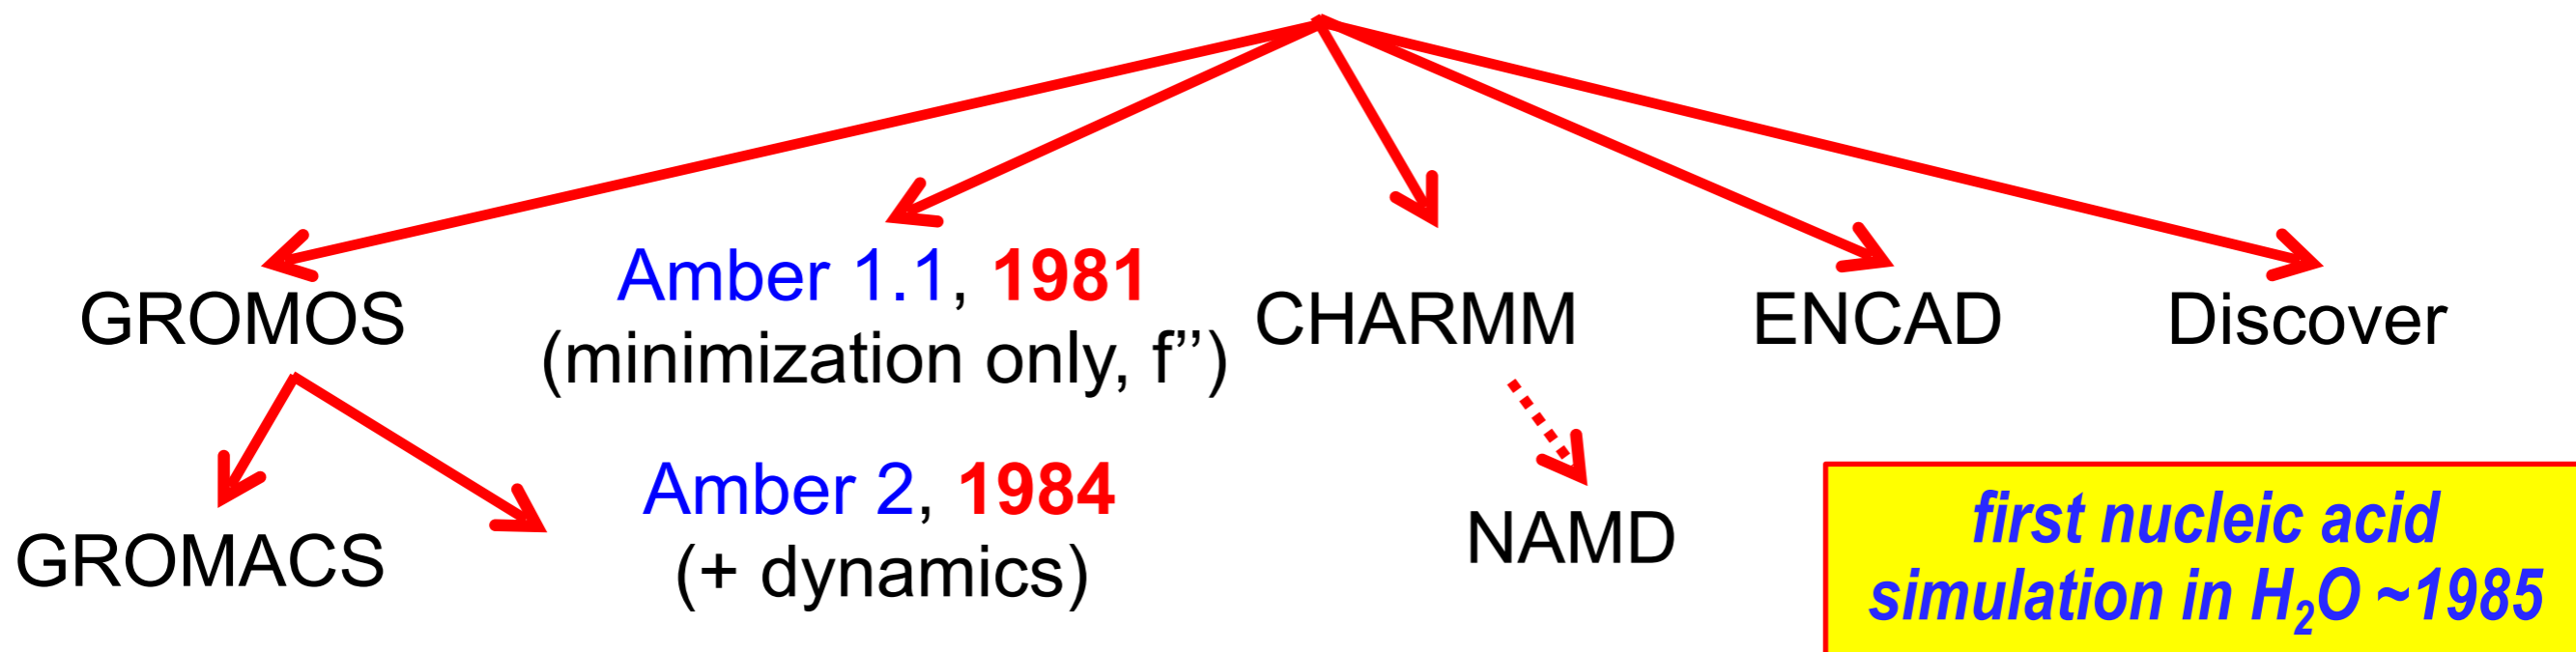 GROMOS
Amber 1.1, 1981
(minimization only, f’’)
CHARMM
ENCAD
Discover
GROMACS
Amber 2, 1984
(+ dynamics)
NAMD
first nucleic acid
simulation in H₂O ~1985